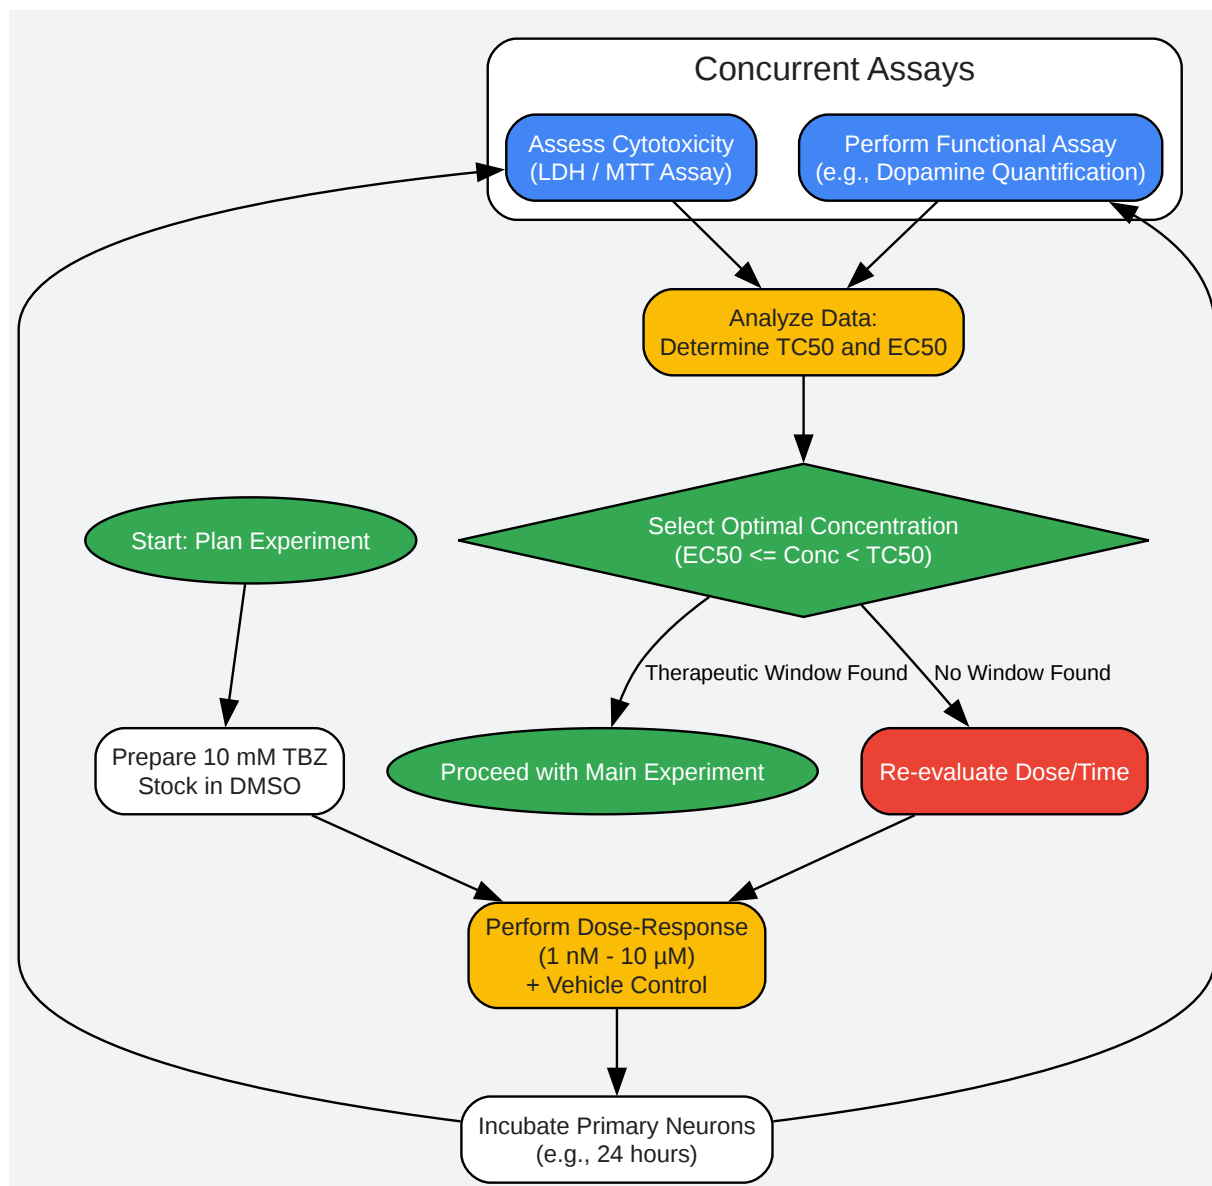 Concurrent Assays
Assess Cytotoxicity
(LDH / MTT Assay)
Perform Functional Assay
(e.g., Dopamine Quantification)
Analyze Data:
Determine TC50 and EC50
Start: Plan Experiment
Select Optimal Concentration
(EC50 <= Conc < TC50)
Therapeutic Window Found
No Window Found
Prepare 10 mM TBZ
Stock in DMSO
Proceed with Main Experiment
Re-evaluate Dose/Time
Perform Dose-Response
(1 nM - 10 µM)
+ Vehicle Control
Incubate Primary Neurons
(e.g., 24 hours)